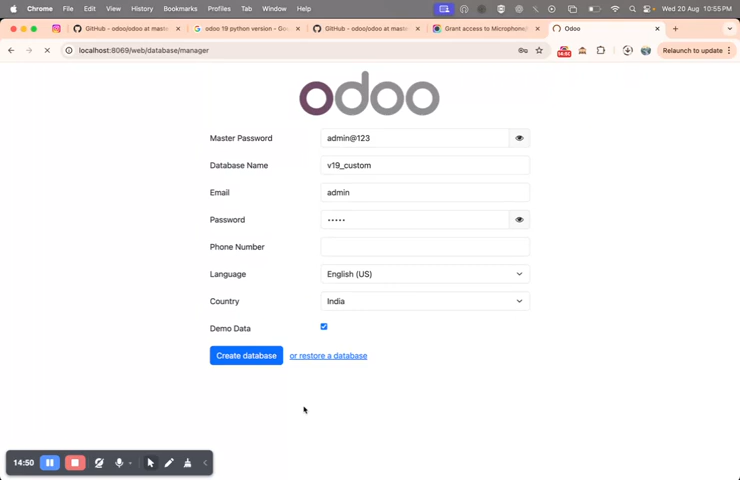 Chrome File Edit View History Bookmarks Profiles Tab Window Help Wed 20 Aug 10:55 PM
GitHub - odoo/odoo at maste odoo 19 python version - Goo GitHub - odoo/odoo at maste Grant access to Microphone/ Odoo
localhost:8069/web/database/manager Relaunch to update
odoo
Master Password admin@123
Database Name v19_custom
Email admin
Password •••••
Phone Number
Language English (US)
Country India
Demo Data
Create database or restore a database
14:50